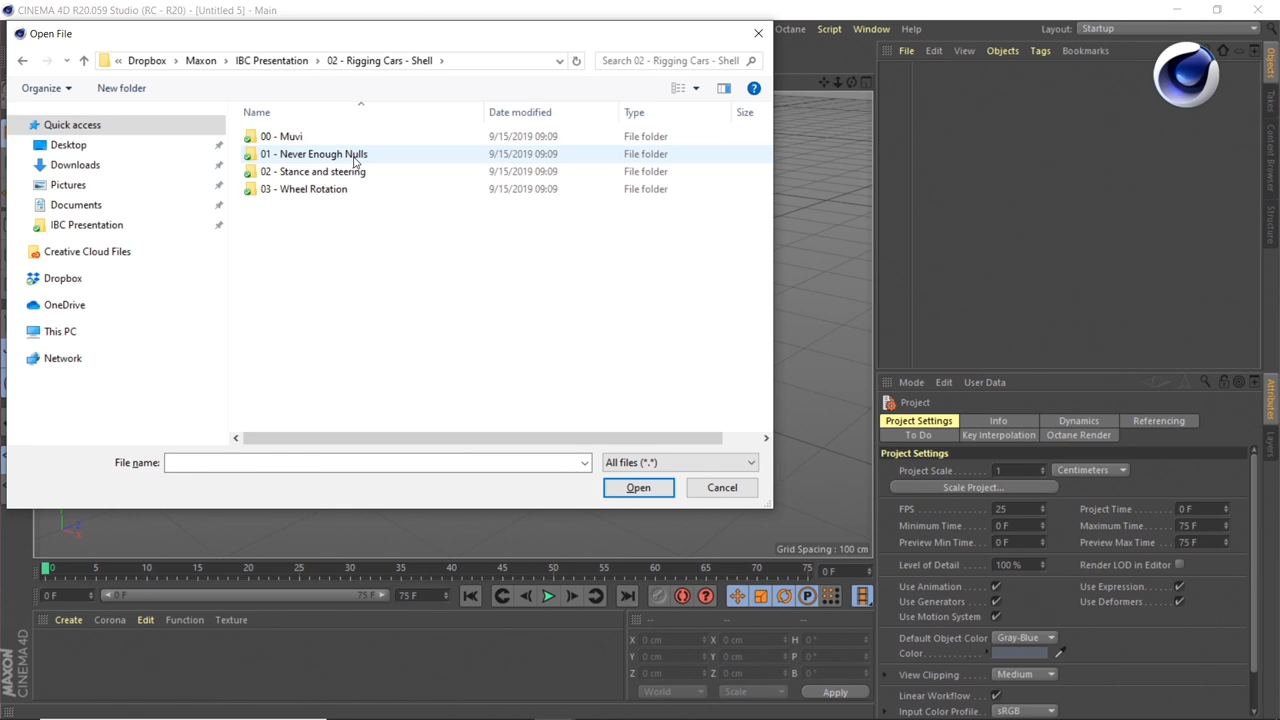 CINEMA 4D R20.059 Studio (RC - R20) - [Untitled 5] - Main
Octane Script Window Help Layout: Startup
Open File
« Dropbox > Maxon > IBC Presentation > 02 - Rigging Cars - Shell > Search 02 - Rigging Cars - Shell
Organize New folder
Name Date modified Type Size
Quick access
Desktop
Downloads
Pictures
Documents
IBC Presentation
Creative Cloud Files
Dropbox
OneDrive
This PC
Network
00 - Muvi 9/15/2019 09:09 File folder
01 - Never Enough Nulls 9/15/2019 09:09 File folder
02 - Stance and steering 9/15/2019 09:09 File folder
03 - Wheel Rotation 9/15/2019 09:09 File folder
File name: All files (*.*)
Open Cancel
File Edit View Objects Tags Bookmarks
Objects
Takes
Content Browser
Structure
Mode Edit User Data
Project
Project Settings Info Dynamics Referencing
To Do Key Interpolation Octane Render
Project Settings
Project Scale....... 1 Centimeters
Scale Project...
FPS 25 Project Time 0 F
Minimum Time... 0 F Maximum Time... 75 F
Preview Min Time... 0 F Preview Max Time 75 F
Level of Detail 100 % Render LOD in Editor
Use Animation Use Expression
Use Generators Use Deformers
Use Motion System
Default Object Color Gray-Blue
Color
View Clipping Medium
Linear Workflow
Input Color Profile sRGB
Attributes
Layers
Grid Spacing : 100 cm
0 5 10 15 20 25 30 35 40 45 50 55 60 65 70 75 0 F
0 F 0 F 75 F 75 F
Create Corona Edit Function Texture
-- -- --
X 0 cm X 0 cm H 0 °
Y 0 cm Y 0 cm P 0 °
Z 0 cm Z 0 cm B 0 °
World Scale Apply
MAXON
CINEMA 4D
Z
X